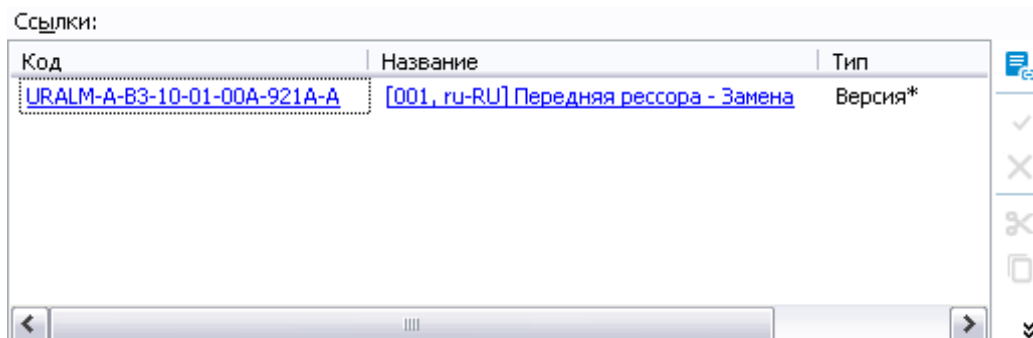 Ссылки:
Код Название Тип
URALM-A-B3-10-01-00A-921A-A [001, ru-RU] Передняя рессора - Замена Версия*